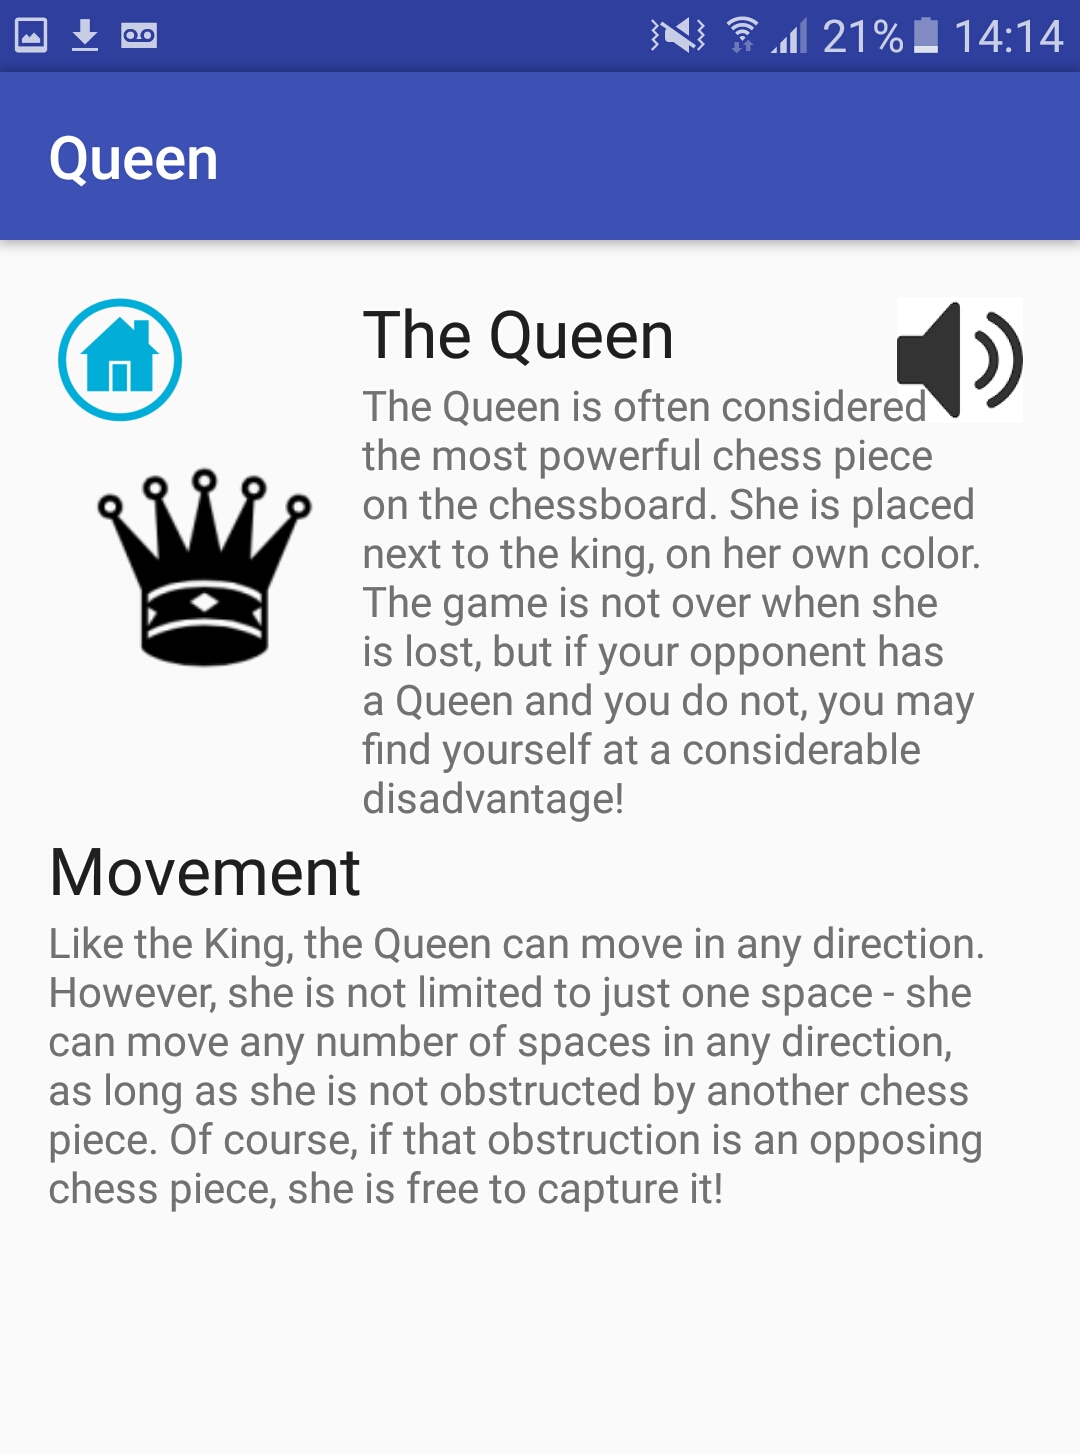 21% 14:14
Queen
The Queen
The Queen is often considered
the most powerful chess piece
on the chessboard. She is placed
next to the king, on her own color.
The game is not over when she
is lost, but if your opponent has
a Queen and you do not, you may
find yourself at a considerable
disadvantage!
Movement
Like the King, the Queen can move in any direction.
However, she is not limited to just one space - she
can move any number of spaces in any direction,
as long as she is not obstructed by another chess
piece. Of course, if that obstruction is an opposing
chess piece, she is free to capture it!